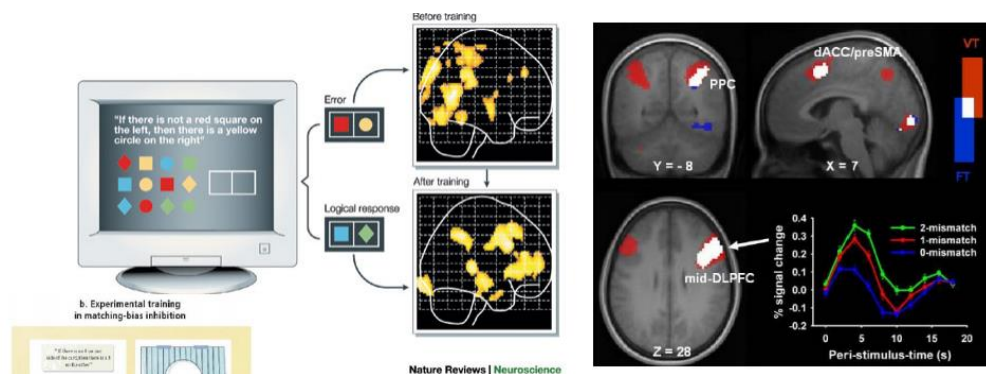 Before training
Error
"If there is not a red square on
the left, then there is a yellow
circle on the right"
After training
Logical response
b. Experimental training
in matching-bias inhibition
Nature Reviews | Neuroscience
dACC/preSMA
PPC
VT
FT
Y = - 8
X = 7
mid-DLPFC
Z = 28
% signal change
0.4
0.3
0.2
0.1
0.0
-0.1
-0.2
2-mismatch
1-mismatch
0-mismatch
0
5
10
15
20
Peri-stimulus-time (s)